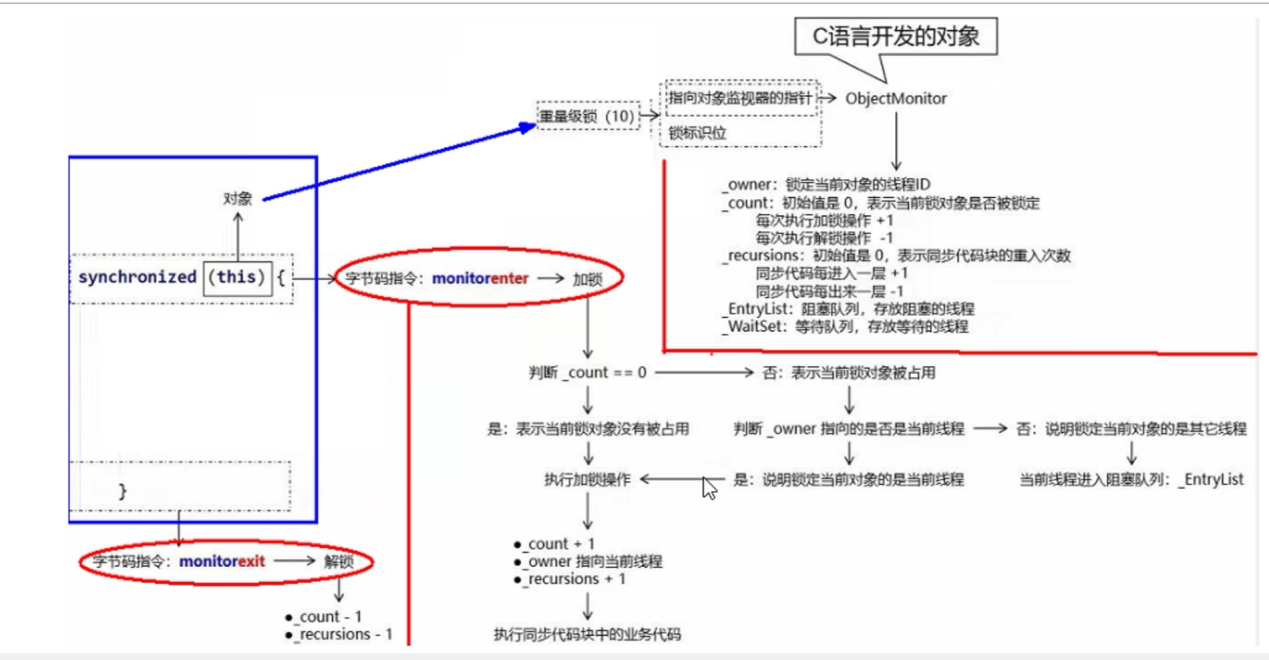 C语言开发的对象
指向对象监视器的指针
ObjectMonitor
重量级锁（10）
锁标识位
_owner：锁定当前对象的线程ID
_count：初始值是 0，表示当前锁对象是否被锁定
每次执行加锁操作 +1
每次执行解锁操作 -1
_recursions：初始值是 0，表示同步代码块的重入次数
同步代码每进入一层 +1
同步代码每出来一层 -1
_EntryList：阻塞队列，存放阻塞的线程
_WaitSet：等待队列，存放等待的线程
对象
synchronized (this) {
字节码指令：monitorenter
加锁
判断 _count == 0
否：表示当前锁对象被占用
是：表示当前锁对象没有被占用
判断 _owner 指向的是否是当前线程
否：说明锁定当前对象的是其它线程
执行加锁操作
是：说明锁定当前对象的是当前线程
当前线程进入阻塞队列：_EntryList
}
●_count + 1
●_owner 指向当前线程
●_recursions + 1
字节码指令：monitorexit
解锁
●_count - 1
●_recursions - 1
执行同步代码块中的业务代码